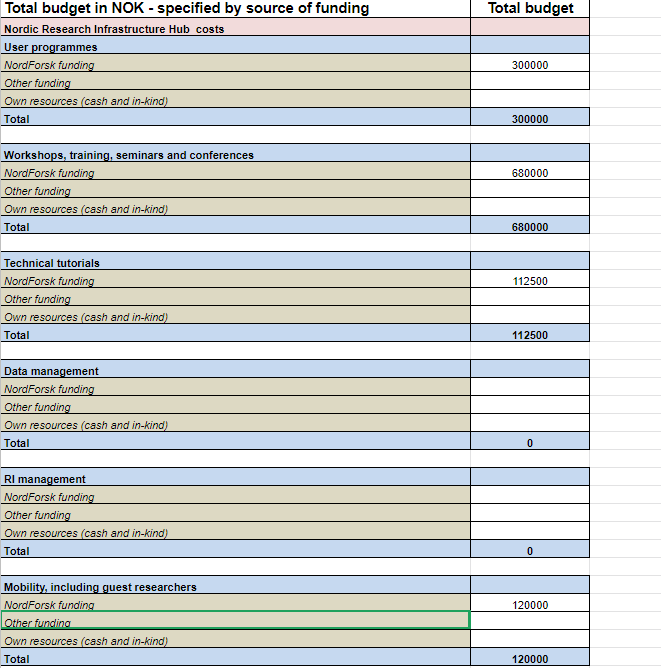 Total budget in NOK - specified by source of funding Total budget
Nordic Research Infrastructure Hub costs
User programmes
NordForsk funding 300000
Other funding
Own resources (cash and in-kind)
Total 300000
Workshops, training, seminars and conferences
NordForsk funding 680000
Other funding
Own resources (cash and in-kind)
Total 680000
Technical tutorials
NordForsk funding 112500
Other funding
Own resources (cash and in-kind)
Total 112500
Data management
NordForsk funding
Other funding
Own resources (cash and in-kind)
Total 0
RI management
NordForsk funding
Other funding
Own resources (cash and in-kind)
Total 0
Mobility, including guest researchers
NordForsk funding 120000
Other funding
Own resources (cash and in-kind)
Total 120000